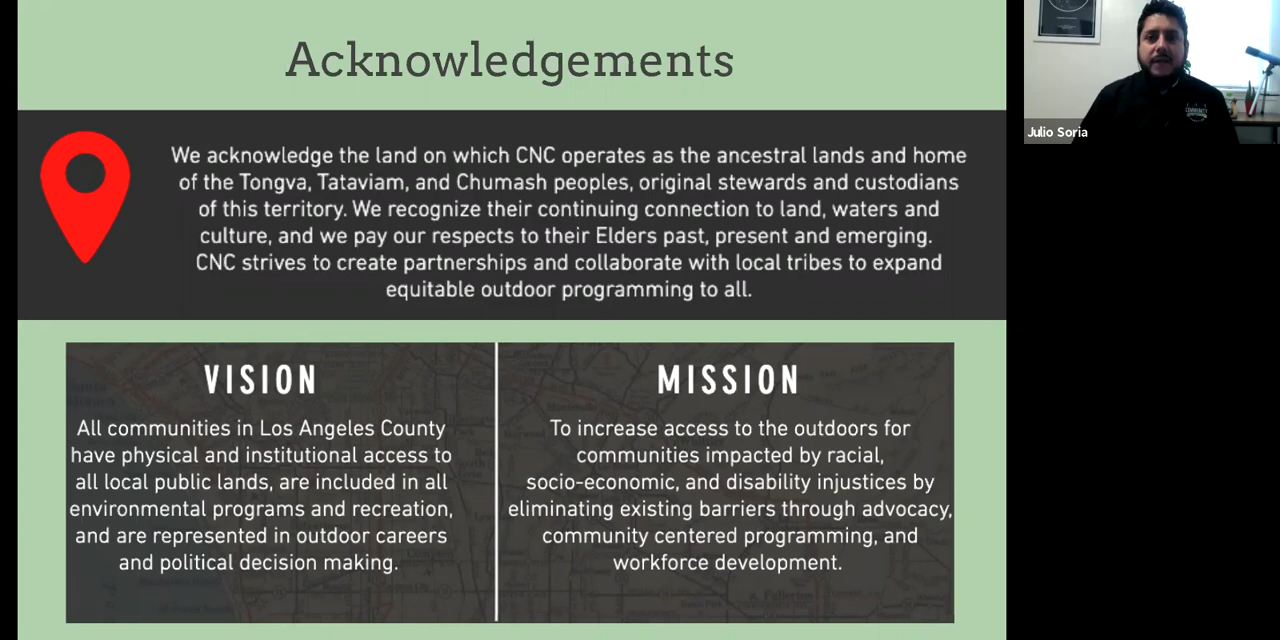 Acknowledgements
We acknowledge the land on which CNC operates as the ancestral lands and home
of the Tongva, Tataviam, and Chumash peoples, original stewards and custodians
of this territory. We recognize their continuing connection to land, waters and
culture, and we pay our respects to their Elders past, present and emerging.
CNC strives to create partnerships and collaborate with local tribes to expand
equitable outdoor programming to all.
VISION
All communities in Los Angeles County
have physical and institutional access to
all local public lands, are included in all
environmental programs and recreation,
and are represented in outdoor careers
and political decision making.
MISSION
To increase access to the outdoors for
communities impacted by racial,
socio-economic, and disability injustices by
eliminating existing barriers through advocacy,
community centered programming, and
workforce development.
Julio Soria